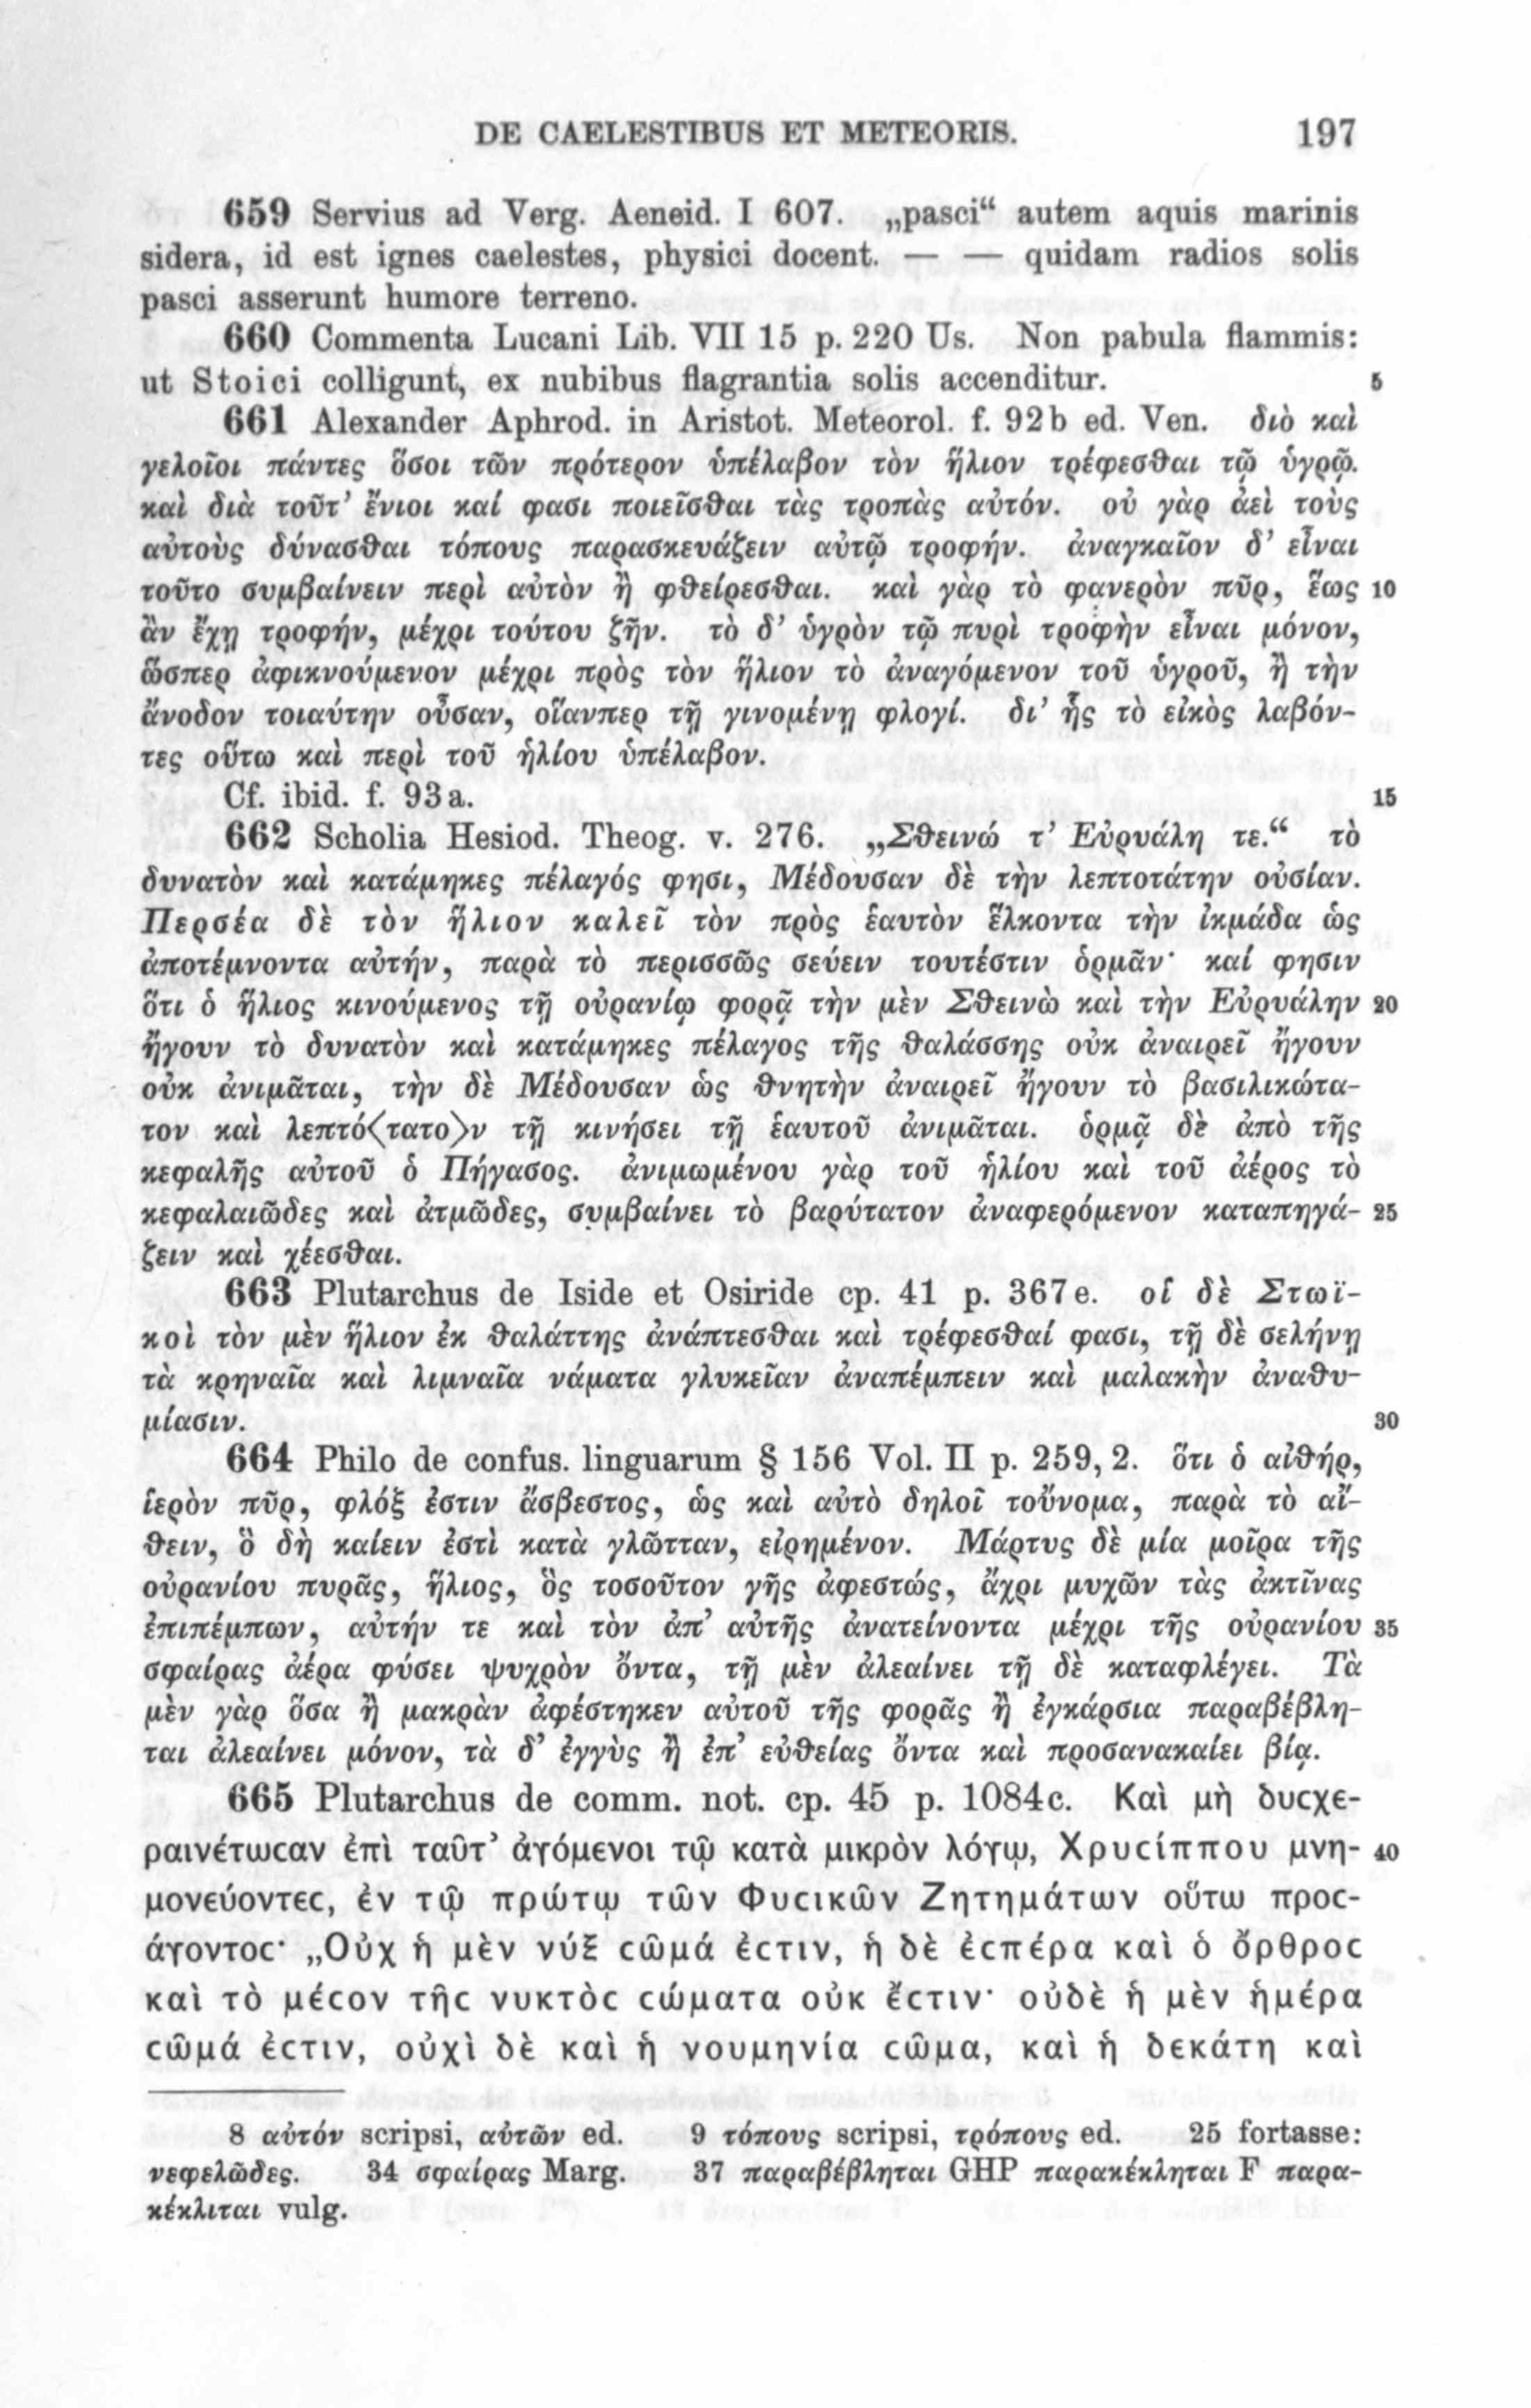 DE CAELESTIBUS ET METEORIS. 197
659 Servius ad Verg. Aeneid. I 607. „pasci“ autem aquis marinis
sidera, id est ignes caelestes, physici docent. — — quidam radios solis
pasci asserunt humore terreno.
660 Commenta Lucani Lib. VII 15 p. 220 Us. Non pabula flammis:
ut Stoici colligunt, ex nubibus flagrantia solis accenditur. 5
661 Alexander Aphrod. in Aristot. Meteorol. f. 92b ed. Ven. διὸ καὶ
γελοῖοι πάντες ὅσοι τῶν πρότερον ὑπέλαβον τὸν ἥλιον τρέφεσθαι τῷ ὑγρῷ.
καὶ διὰ τοῦτ’ ἔνιοι καί φασι ποιεῖσθαι τὰς τροπὰς αὐτόν. οὐ γὰρ ἀεὶ τοὺς
αὐτοὺς δύνασθαι τόπους παρασκευάζειν αὐτῷ τροφήν. ἀναγκαῖον δ’ εἶναι
τοῦτο συμβαίνειν περὶ αὐτὸν ἢ φθείρεσθαι. καὶ γὰρ τὸ φανερὸν πῦρ, ἕως 10
ἂν ἔχῃ τροφήν, μέχρι τούτου ζῆν. τὸ δ’ ὑγρὸν τῷ πυρὶ τροφὴν εἶναι μόνον,
ὥσπερ ἀφικνούμενον μέχρι πρὸς τὸν ἥλιον τὸ ἀναγόμενον τοῦ ὑγροῦ, ἢ τὴν
ἄνοδον τοιαύτην οὖσαν, οἵανπερ τῇ γινομένῃ φλογί. δι’ ἧς τὸ εἰκὸς λαβόν-
τες οὕτω καὶ περὶ τοῦ ἡλίου ὑπέλαβον.
Cf. ibid. f. 93a. 15
662 Scholia Hesiod. Theog. v. 276. „Σθεινώ τ’ Εὐρυάλη τε.“ τὸ
δυνατὸν καὶ κατάμηκες πέλαγός φησι, Μέδουσαν δὲ τὴν λεπτοτάτην οὐσίαν.
Περσέα δὲ τὸν ἥλιον καλεῖ τὸν πρὸς ἑαυτὸν ἕλκοντα τὴν ἰκμάδα ὡς
ἀποτέμνοντα αὐτήν, παρὰ τὸ περισσῶς σεύειν τουτέστιν ὁρμᾶν· καί φησιν
ὅτι ὁ ἥλιος κινούμενος τῇ οὐρανίῳ φορᾷ τὴν μὲν Σθεινὼ καὶ τὴν Εὐρυάλην 20
ἤγουν τὸ δυνατὸν καὶ κατάμηκες πέλαγος τῆς θαλάσσης οὐκ ἀναιρεῖ ἤγουν
οὐκ ἀνιμᾶται, τὴν δὲ Μέδουσαν ὡς θνητὴν ἀναιρεῖ ἤγουν τὸ βασιλικώτα-
τον καὶ λεπτό<τατο>ν τῇ κινήσει τῇ ἑαυτοῦ ἀνιμᾶται. ὁρμᾷ δὲ ἀπὸ τῆς
κεφαλῆς αὐτοῦ ὁ Πήγασος. ἀνιμωμένου γὰρ τοῦ ἡλίου καὶ τοῦ ἀέρος τὸ
κεφαλαιῶδες καὶ ἀτμῶδες, συμβαίνει τὸ βαρύτατον ἀναφερόμενον καταπηγά- 25
ζειν καὶ χέεσθαι.
663 Plutarchus de Iside et Osiride cp. 41 p. 367e. οἱ δὲ Στωϊ-
κοὶ τὸν μὲν ἥλιον ἐκ θαλάττης ἀνάπτεσθαι καὶ τρέφεσθαί φασι, τῇ δὲ σελήνῃ
τὰ κρηναῖα καὶ λιμναῖα νάματα γλυκεῖαν ἀναπέμπειν καὶ μαλακὴν ἀναθυ-
μίασιν. 30
664 Philo de confus. linguarum § 156 Vol. II p. 259, 2. ὅτι ὁ αἰθήρ,
ἱερὸν πῦρ, φλόξ ἐστιν ἄσβεστος, ὡς καὶ αὐτὸ δηλοῖ τοὔνομα, παρὰ τὸ αἴ-
θειν, ὃ δὴ καίειν ἐστὶ κατὰ γλῶτταν, εἰρημένον. Μάρτυς δὲ μία μοῖρα τῆς
οὐρανίου πυρᾶς, ἥλιος, ὃς τοσοῦτον γῆς ἀφεστώς, ἄχρι μυχῶν τὰς ἀκτῖνας
ἐπιπέμπων, αὐτήν τε καὶ τὸν ἀπ’ αὐτῆς ἀνατείνοντα μέχρι τῆς οὐρανίου 35
σφαίρας ἀέρα φύσει ψυχρὸν ὄντα, τῇ μὲν ἀλεαίνει τῇ δὲ καταφλέγει. Τὰ
μὲν γὰρ ὅσα ἢ μακρὰν ἀφέστηκεν αὐτοῦ τῆς φορᾶς ἢ ἐγκάρσια παραβέβλη-
ται ἀλεαίνει μόνον, τὰ δ’ ἐγγὺς ἢ ἐπ’ εὐθείας ὄντα καὶ προσανακαίει βίᾳ.
665 Plutarchus de comm. not. cp. 45 p. 1084c. Καὶ μὴ δυϲχε-
ραινέτωϲαν ἐπὶ ταῦτ’ ἀγόμενοι τῷ κατὰ μικρὸν λόγῳ, Χρυϲίππου μνη- 40
μονεύοντεϲ, ἐν τῷ πρώτῳ τῶν Φυϲικῶν Ζητημάτων οὕτω προϲ-
άγοντοϲ· „Οὐχ ἡ μὲν νὺξ ϲῶμά ἐϲτιν, ἡ δὲ ἐϲπέρα καὶ ὁ ὄρθροϲ
καὶ τὸ μέϲον τῆϲ νυκτὸϲ ϲώματα οὐκ ἔϲτιν· οὐδὲ ἡ μὲν ἡμέρα
ϲῶμά ἐϲτιν, οὐχὶ δὲ καὶ ἡ νουμηνία ϲῶμα, καὶ ἡ δεκάτη καὶ
8 αὐτόν scripsi, αὐτῶν ed. 9 τόπους scripsi, τρόπους ed. 25 fortasse:
νεφελῶδες. 34 σφαίρας Marg. 37 παραβέβληται GHP παρακέκληται F παρα-
κέκλιται vulg.